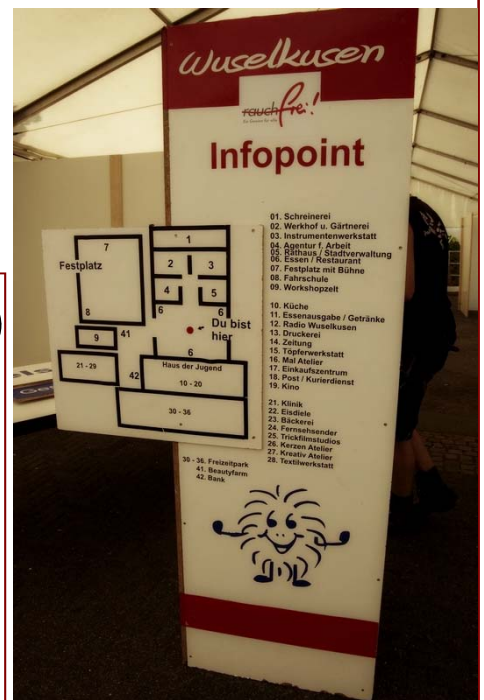 Wuselkusen
rauchfrei!
Infopoint
01. Schreinerei
02. Werkhof u. Gärtnerei
03. Instrumentenwerkstatt
04. Agentur f. Arbeit
05. Rathaus / Stadtverwaltung
06. Essen / Restaurant
07. Festplatz mit Bühne
08. Fahrschule
09. Workshopzelt
10. Küche
11. Essenausgabe / Getränke
12. Radio Wuselkusen
13. Druckerei
14. Zeitung
15. Töpferwerkstatt
16. Mal Atelier
17. Einkaufszentrum
18. Post / Kurierdienst
19. Kino
21. Klinik
22. Eisdiele
23. Bäckerei
24. Fernsehsender
25. Trickfilmstudios
26. Kerzen Atelier
27. Kreativ Atelier
28. Textilwerkstatt
30 - 36. Freizeitpark
41. Beautyfarm
42. Bank
7
1
Festplatz
2
3
4
5
6
6
8
Du bist
hier
9
41
6
21 - 29
42
Haus der Jugend
10 - 20
30 - 36